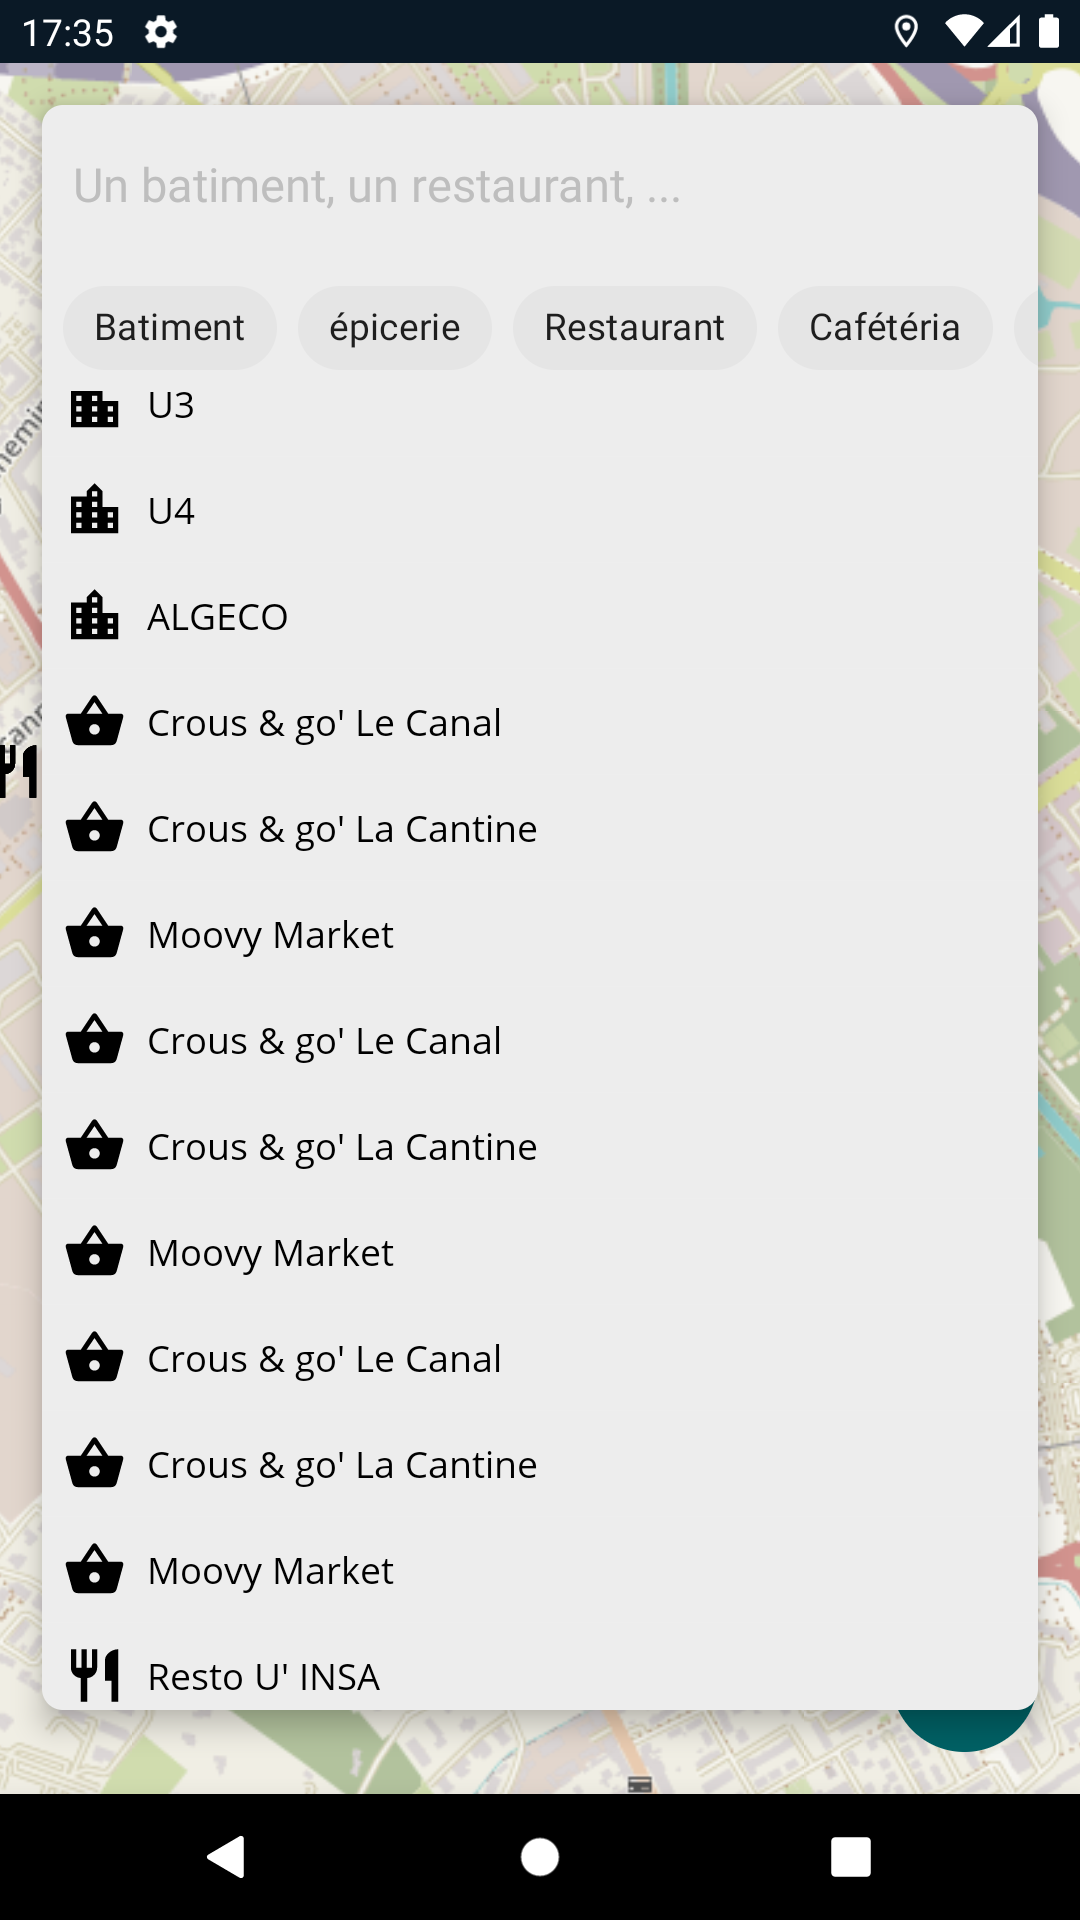 17:35
Un batiment, un restaurant, ...
Batiment
épicerie
Restaurant
Cafétéria
U3
U4
ALGECO
Crous & go' Le Canal
Crous & go' La Cantine
Moovy Market
Crous & go' Le Canal
Crous & go' La Cantine
Moovy Market
Crous & go' Le Canal
Crous & go' La Cantine
Moovy Market
Resto U' INSA